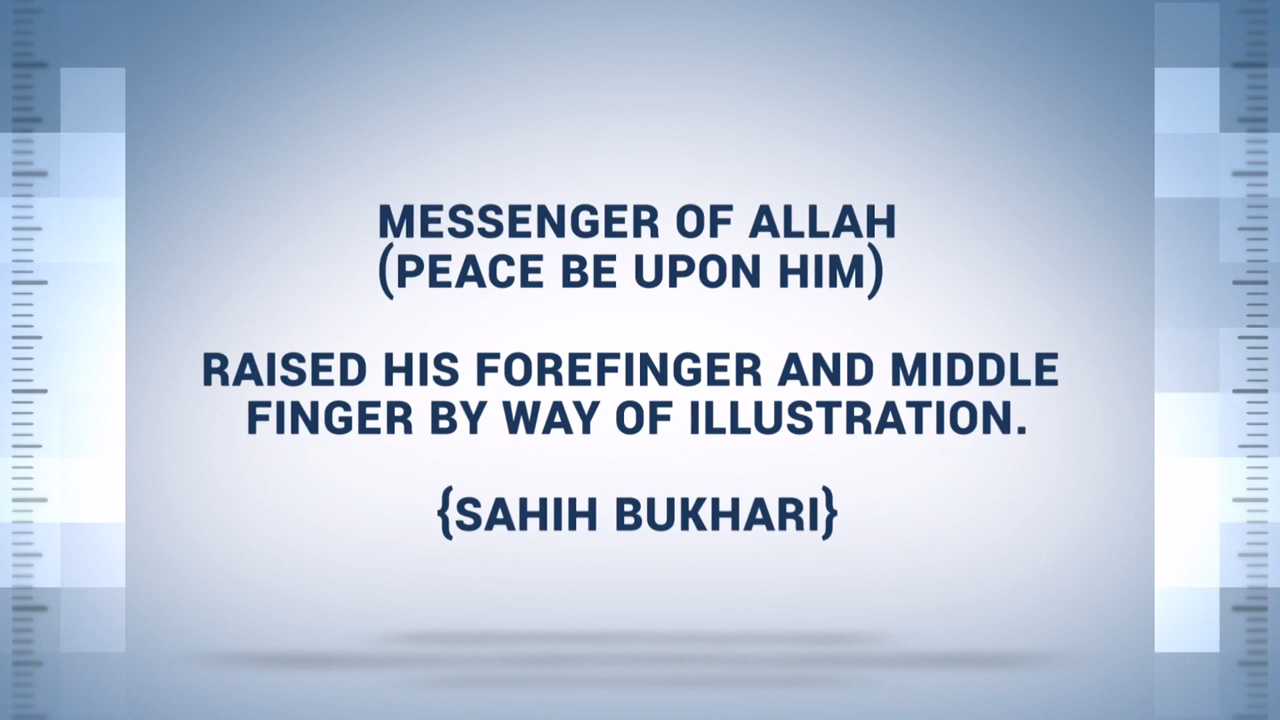 MESSENGER OF ALLAH
(PEACE BE UPON HIM)
RAISED HIS FOREFINGER AND MIDDLE
FINGER BY WAY OF ILLUSTRATION.
{SAHIH BUKHARI}